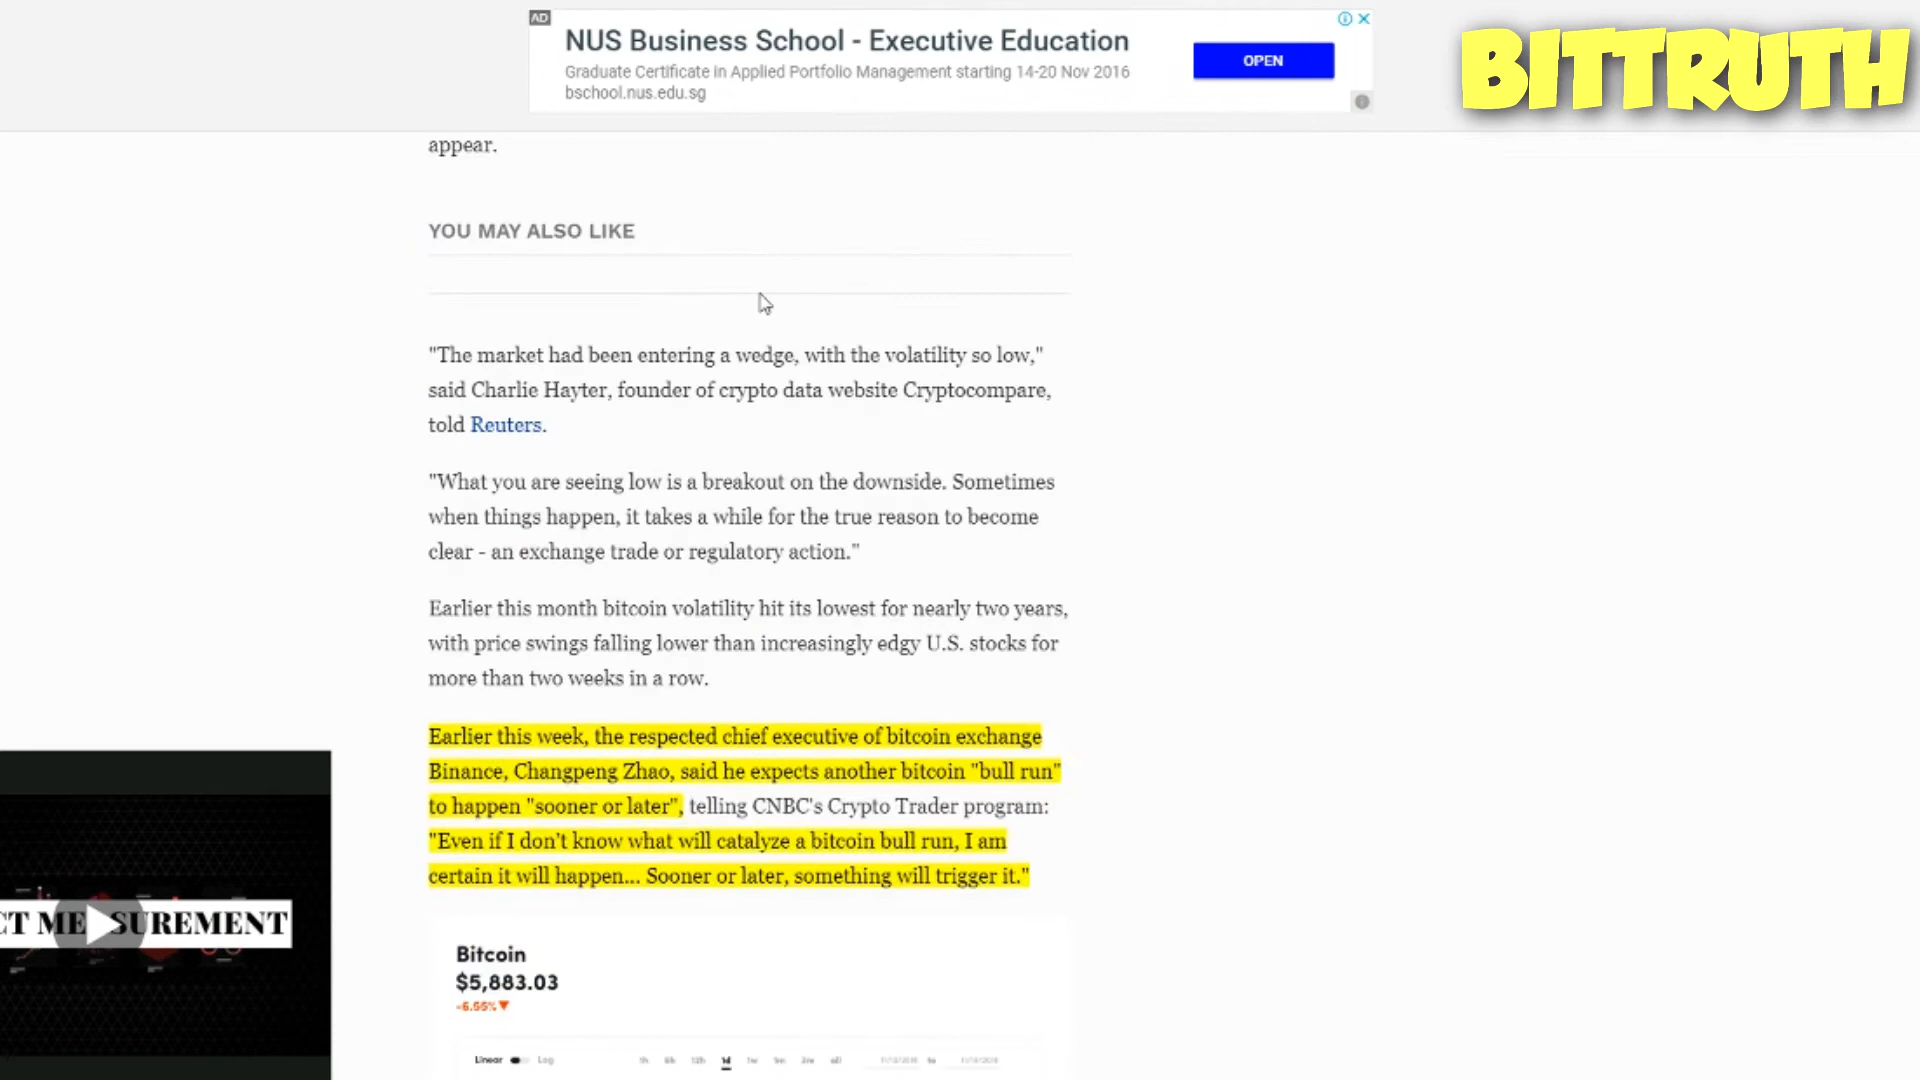 AD
NUS Business School - Executive Education
Graduate Certificate in Applied Portfolio Management starting 14-20 Nov 2016
bschool.nus.edu.sg
OPEN
BITTRUTH
appear.
YOU MAY ALSO LIKE
"The market had been entering a wedge, with the volatility so low,"
said Charlie Hayter, founder of crypto data website Cryptocompare,
told Reuters.
"What you are seeing low is a breakout on the downside. Sometimes
when things happen, it takes a while for the true reason to become
clear - an exchange trade or regulatory action."
Earlier this month bitcoin volatility hit its lowest for nearly two years,
with price swings falling lower than increasingly edgy U.S. stocks for
more than two weeks in a row.
Earlier this week, the respected chief executive of bitcoin exchange
Binance, Changpeng Zhao, said he expects another bitcoin "bull run"
to happen "sooner or later", telling CNBC's Crypto Trader program:
"Even if I don't know what will catalyze a bitcoin bull run, I am
certain it will happen... Sooner or later, something will trigger it."
CT MEASUREMENT
Bitcoin
$5,883.03
-6.55%▼
Linear Log 1d